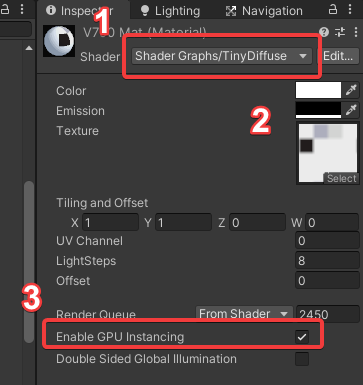 1
Inspector Lighting Navigation
V7 0 Mat (Material)
Shader Shader Graphs/TinyDiffuse Edit...
Color
Emission
2
Texture
Select
Tiling and Offset
X 1 Y 1 Z 0 W 0
UV Channel 0
LightSteps 8
Offset 0
3
Render Queue From Shader 2450
Enable GPU Instancing
Double Sided Global Illumination